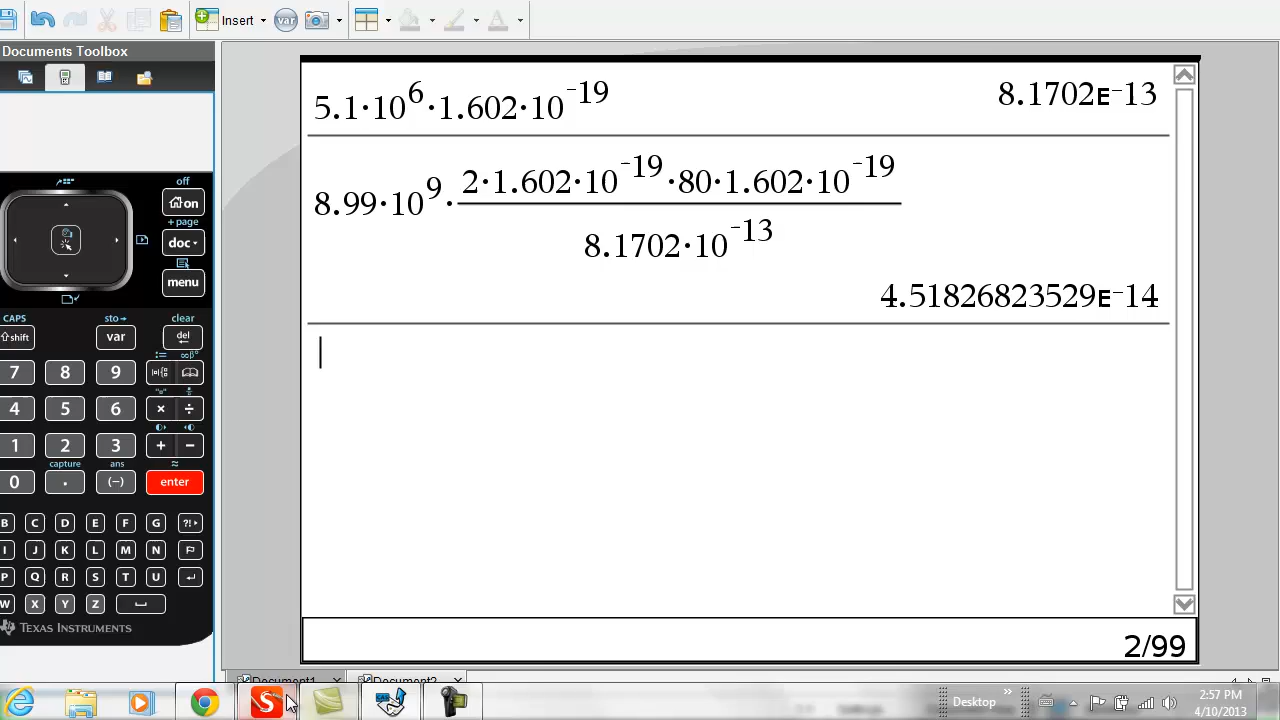 Insert
var
A
Documents Toolbox
5.1·10^6·1.602·10^-19
8.1702E-13
8.99·10^9· (2·1.602·10^-19·80·1.602·10^-19)/(8.1702·10^-13)
4.51826823529E-14
2/99
off
on
+ page
doc
menu
CAPS sto→ clear
shift var del
:= ∞β°
7 8 9
4 5 6 × ÷
1 2 3 + −
capture ans ≈
0 . (−) enter
B C D E F G ?!
I J K L M N
P Q R S T U
W X Y Z
TEXAS INSTRUMENTS
Document1 Document2
Desktop »
2:57 PM
4/10/2013